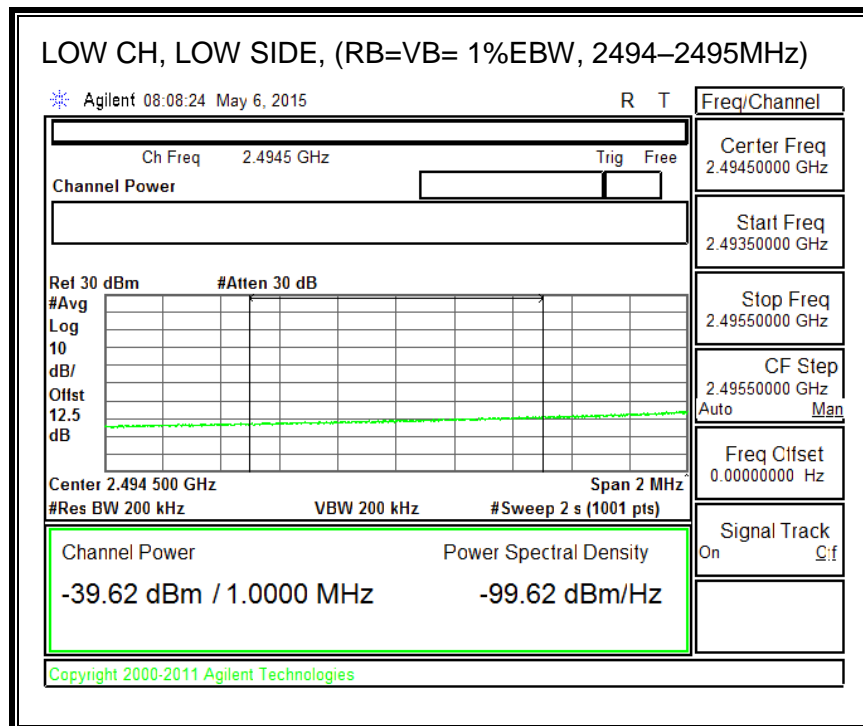 LOW CH, LOW SIDE, (RB=VB= 1%EBW, 2494–2495MHz)
Agilent 08:08:24 May 6, 2015 R T
Freq/Channel
Ch Freq 2.4945 GHz Trig Free
Channel Power
Center Freq
2.49450000 GHz
Start Freq
2.49350000 GHz
Stop Freq
2.49550000 GHz
CF Step
2.49550000 GHz
Auto Man
Freq Offset
0.00000000 Hz
Signal Track
On Off
Ref 30 dBm #Atten 30 dB
#Avg
Log
10
dB/
Offst
12.5
dB
Center 2.494 500 GHz Span 2 MHz
#Res BW 200 kHz VBW 200 kHz #Sweep 2 s (1001 pts)
Channel Power Power Spectral Density
-39.62 dBm / 1.0000 MHz -99.62 dBm/Hz
Copyright 2000-2011 Agilent Technologies